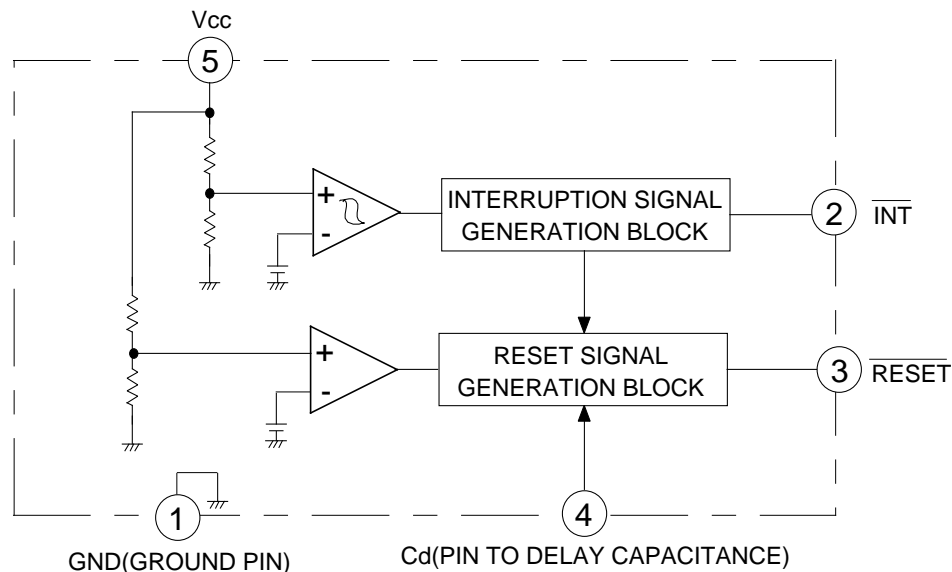 Vcc
5
+
-
INTERRUPTION SIGNAL
GENERATION BLOCK
2
INT
+
-
RESET SIGNAL
GENERATION BLOCK
3
RESET
1
GND(GROUND PIN)
4
Cd(PIN TO DELAY CAPACITANCE)